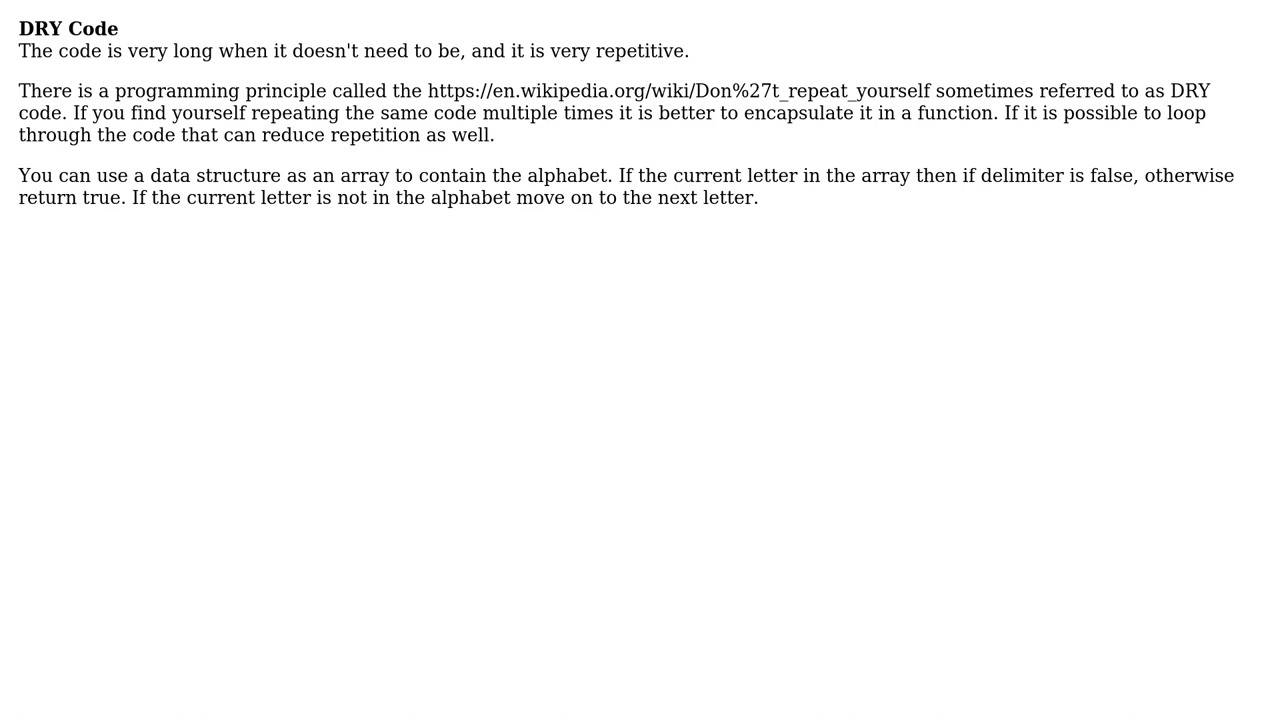 DRY Code
The code is very long when it doesn't need to be, and it is very repetitive.
There is a programming principle called the https://en.wikipedia.org/wiki/Don%27t_repeat_yourself sometimes referred to as DRY
code. If you find yourself repeating the same code multiple times it is better to encapsulate it in a function. If it is possible to loop
through the code that can reduce repetition as well.
You can use a data structure as an array to contain the alphabet. If the current letter in the array then if delimiter is false, otherwise
return true. If the current letter is not in the alphabet move on to the next letter.